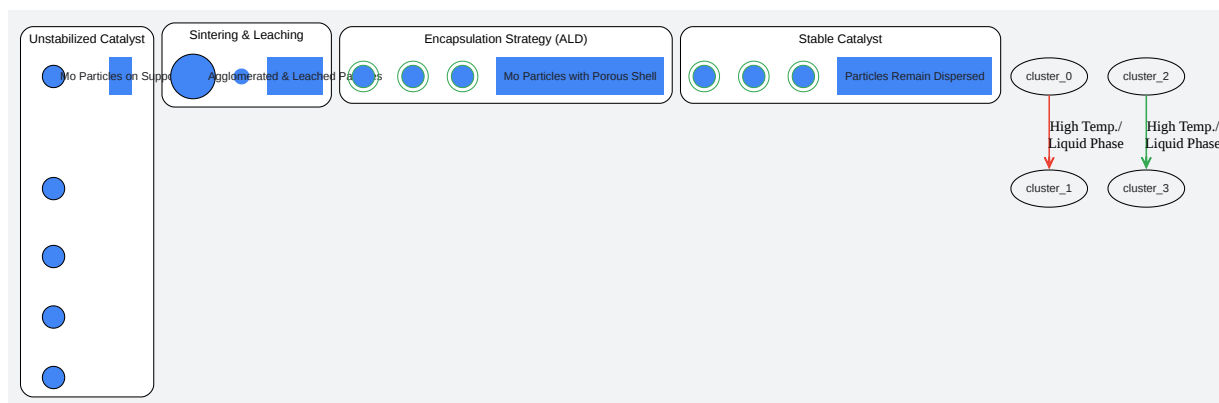 Unstabilized Catalyst
Sintering & Leaching
Encapsulation Strategy (ALD)
Stable Catalyst
Mo Particles on Suppo
Agglomerated & Leached Particles
Mo Particles with Porous Shell
Particles Remain Dispersed
cluster_0
cluster_2
High Temp./
Liquid Phase
High Temp./
Liquid Phase
cluster_1
cluster_3